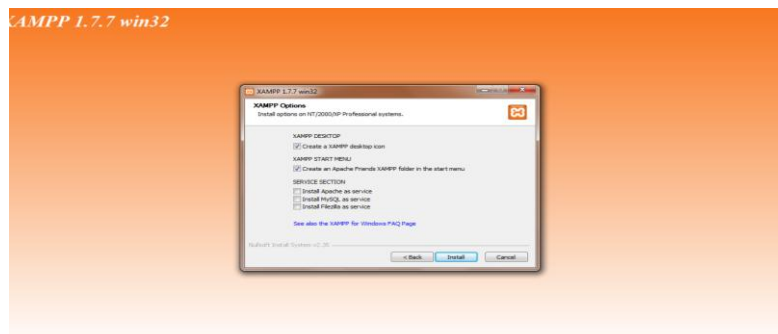 XAMPP 1.7.7 win32
XAMPP 1.7.7 win32
XAMPP Options
Install options on NT/2000/XP Professional systems.
XAMPP DESKTOP
Create a XAMPP desktop icon
XAMPP START MENU
Create an Apache Friends XAMPP folder in the start menu
SERVICE SECTION
Install Apache as service
Install MySQL as service
Install Filezilla as service
See also the XAMPP for Windows FAQ Page
Nullsoft Install System
< Back Install Cancel